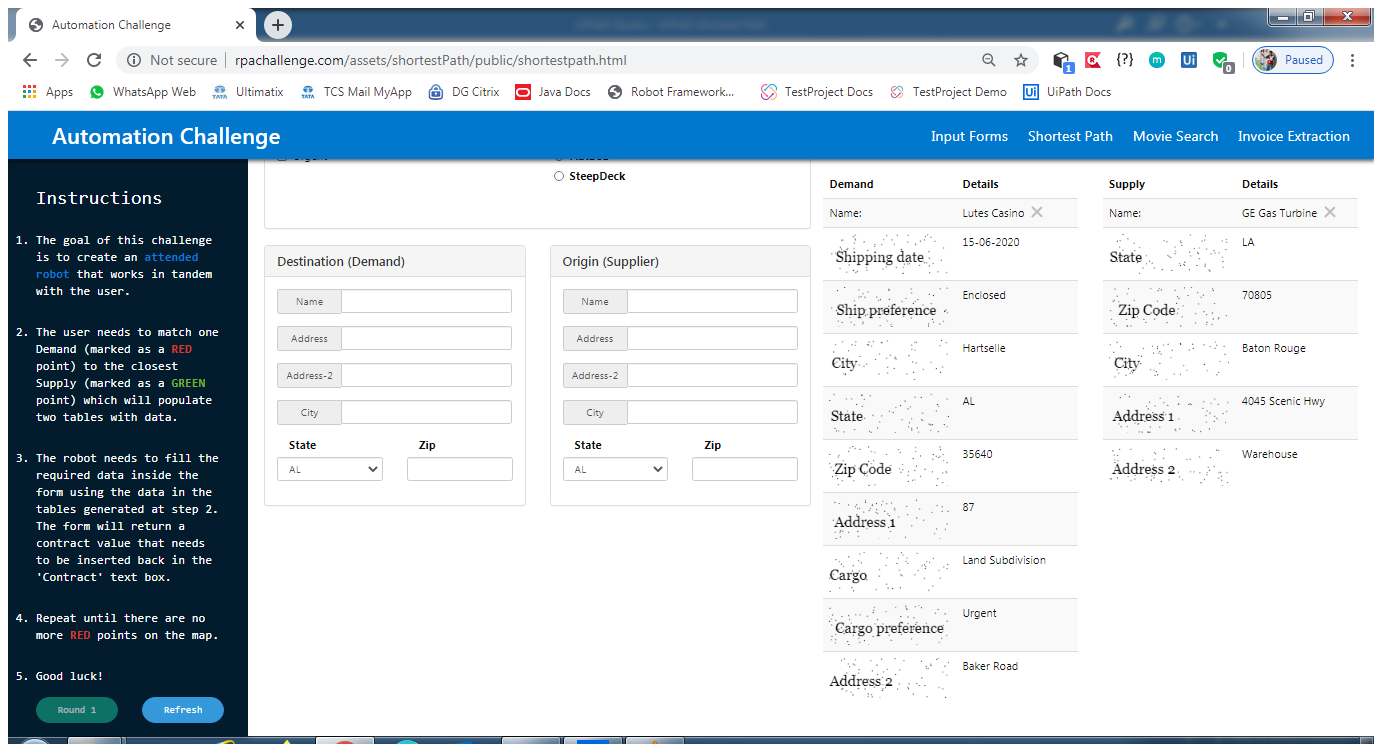 Automation Challenge
Not secure | rpachallenge.com/assets/shortestPath/public/shortestpath.html
1 {?} m Ui 0 Paused
Apps WhatsApp Web Ultimatix TCS Mail MyApp DG Citrix Java Docs Robot Framework... TestProject Docs TestProject Demo UiPath Docs
Automation Challenge Input Forms Shortest Path Movie Search Invoice Extraction
Instructions
1. The goal of this challenge
is to create an attended
robot that works in tandem
with the user.
2. The user needs to match one
Demand (marked as a RED
point) to the closest
Supply (marked as a GREEN
point) which will populate
two tables with data.
3. The robot needs to fill the
required data inside the
form using the data in the
tables generated at step 2.
The form will return a
contract value that needs
to be inserted back in the
'Contract' text box.
4. Repeat until there are no
more RED points on the map.
5. Good luck!
Round 1 Refresh
SteepDeck
Destination (Demand)
Name
Address
Address-2
City
State Zip
AL
Origin (Supplier)
Name
Address
Address-2
City
State Zip
AL
Demand Details
Name: Lutes Casino
Shipping date 15-06-2020
Ship preference Enclosed
City Hartselle
State AL
Zip Code 35640
Address 1 87
Cargo Land Subdivision
Cargo preference Urgent
Address 2 Baker Road
Supply Details
Name: GE Gas Turbine
State LA
Zip Code 70805
City Baton Rouge
Address 1 4045 Scenic Hwy
Address 2 Warehouse